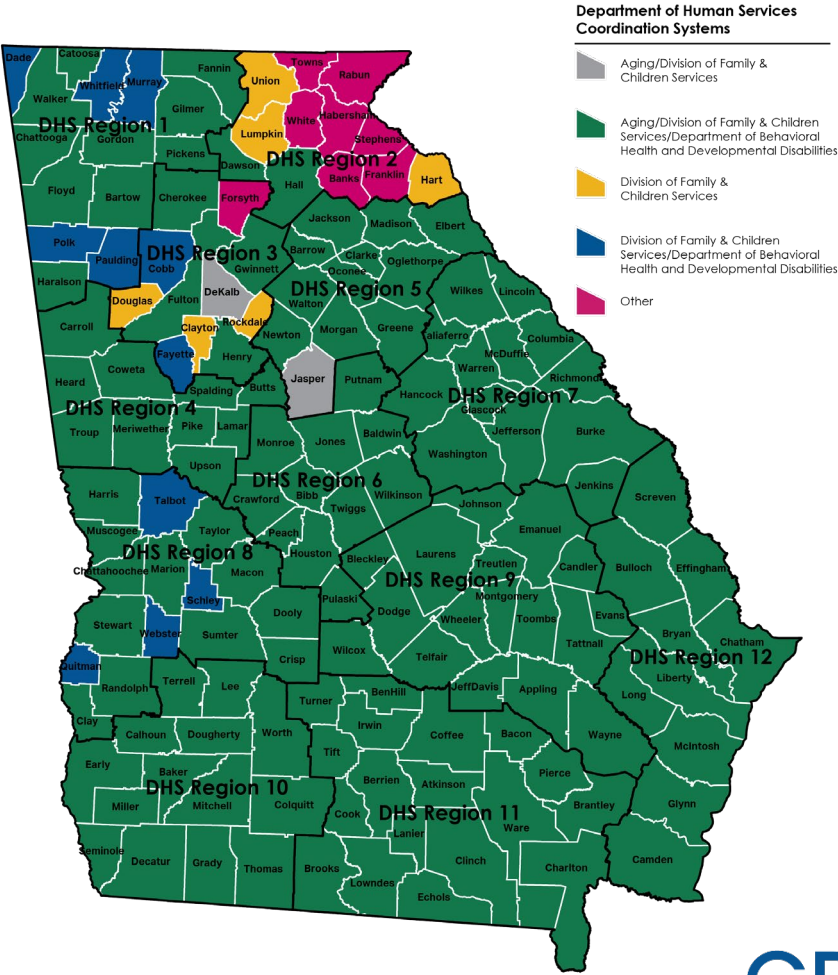 Department of Human Services
Coordination Systems
Aging/Division of Family &
Children Services
Aging/Division of Family & Children
Services/Department of Behavioral
Health and Developmental Disabilities
Division of Family &
Children Services
Division of Family & Children
Services/Department of Behavioral
Health and Developmental Disabilities
Other
Dade
Catoosa
Whitfield
Murray
Fannin
Union
Towns
Rabun
Walker
Gilmer
White
Habersham
DHS Region 1
Lumpkin
Stephens
Chattooga
Gordon
Pickens
Dawson
DHS Region 2
Banks
Franklin
Hart
Floyd
Bartow
Cherokee
Forsyth
Hall
Jackson
Madison
Elbert
Polk
Paulding
Cobb
DHS Region 3
Gwinnett
Barrow
Clarke
Oconee
Oglethorpe
Haralson
Douglas
Fulton
DeKalb
DHS Region 5
Walton
Wilkes
Lincoln
Carroll
Clayton
Rockdale
Newton
Morgan
Greene
aliaferro
Columbia
Fayette
Henry
McDuffie
Warren
Heard
Coweta
Spalding
Butts
Jasper
Putnam
Hancock
Richmond
DHS Region 4
DHS Region 7
Glascock
Troup
Meriwether
Pike
Lamar
Monroe
Jones
Baldwin
Jefferson
Burke
Upson
Washington
DHS Region 6
Harris
Talbot
Crawford
Bibb
Twiggs
Wilkinson
Johnson
Jenkins
Screven
Muscogee
Taylor
Peach
Emanuel
DHS Region 8
Houston
Bleckley
Laurens
Treutlen
Candler
Bulloch
Effingham
Chattahoochee
Marion
Macon
DHS Region 9
Schley
Pulaski
Montgomery
Stewart
Webster
Sumter
Dooly
Dodge
Wheeler
Toombs
Evans
Bryan
Chatham
Quitman
Crisp
Wilcox
Telfair
Tattnall
DHS Region 12
Liberty
Randolph
Terrell
Lee
Turner
BenHill
JeffDavis
Appling
Long
Clay
Calhoun
Dougherty
Worth
Irwin
Coffee
Bacon
Wayne
McIntosh
Early
Baker
Tift
Berrien
Atkinson
Pierce
DHS Region 10
Miller
Mitchell
Colquitt
Cook
DHS Region 11
Lanier
Ware
Brantley
Glynn
Seminole
Decatur
Grady
Thomas
Brooks
Lowndes
Clinch
Echols
Charlton
Camden